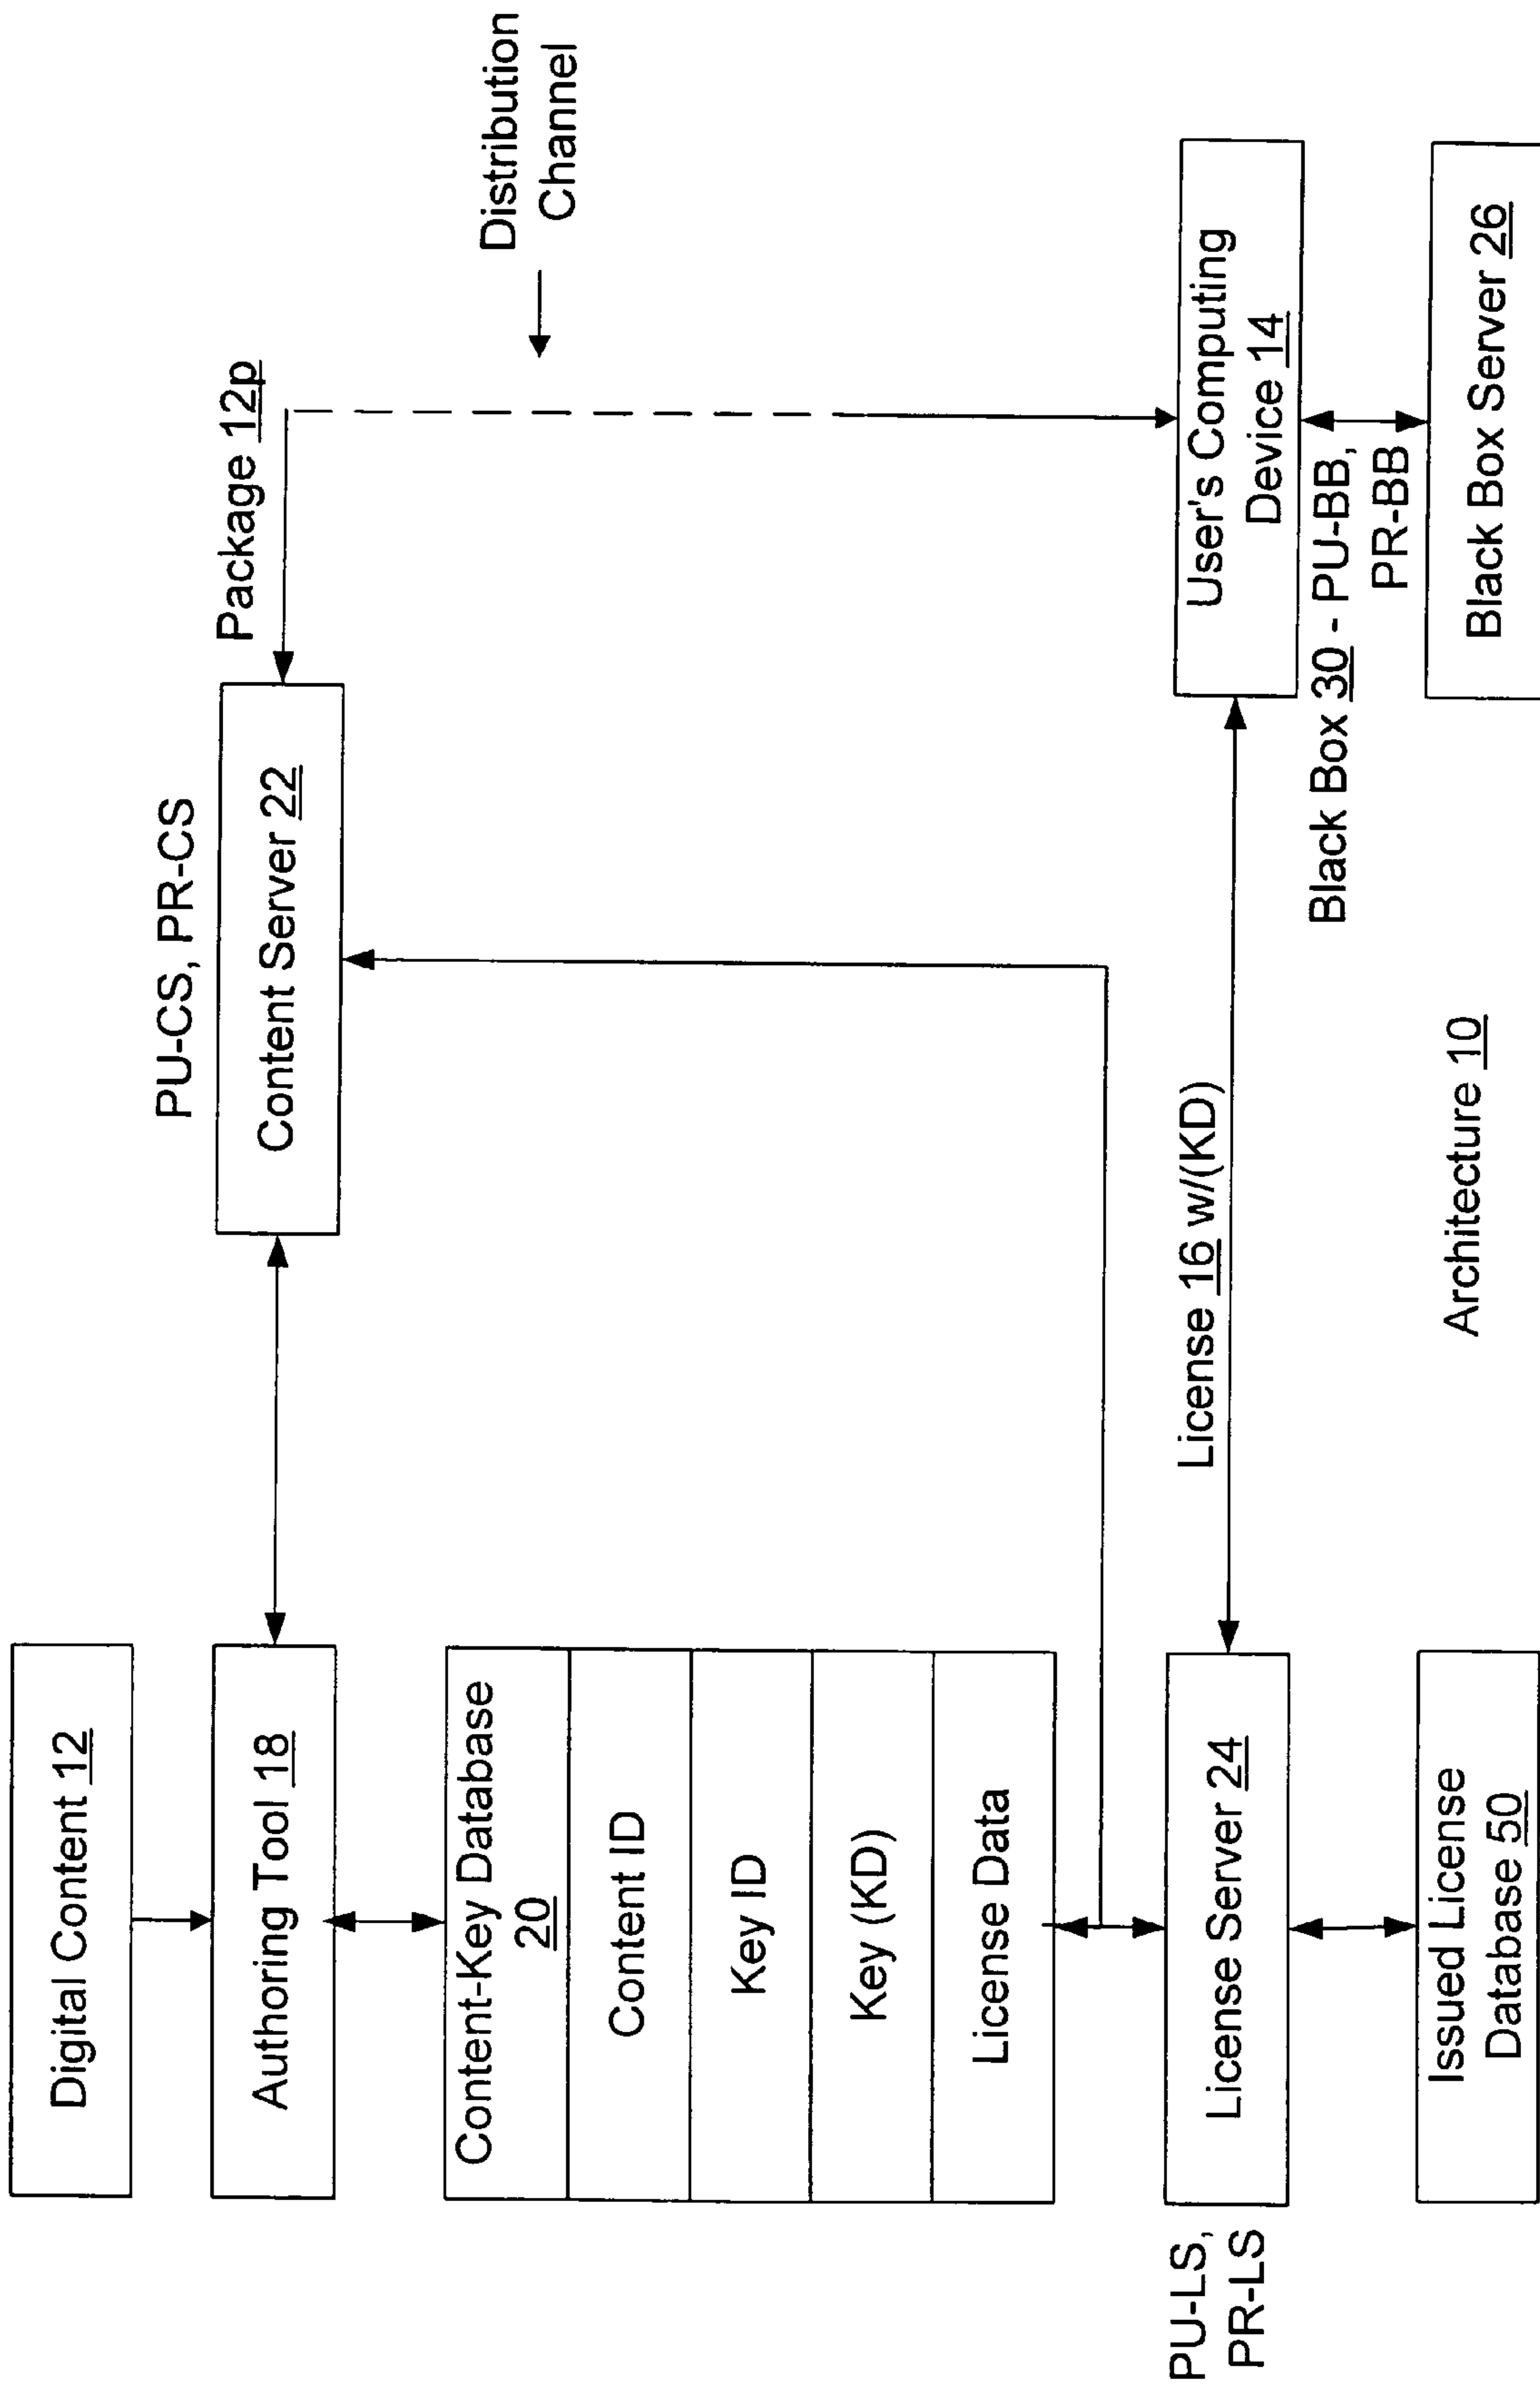 Digital Content 12
Authoring Tool 18
Content-Key Database
20
Content ID
Key ID
Key (KD)
License Data
PU-LS,
PR-LS
License Server 24
Issued License
Database 50
PU-CS, PR-CS
Content Server 22
Package 12p
Distribution
Channel
License 16 w/(KD)
User's Computing
Device 14
Black Box 30 - PU-BB,
PR-BB
Black Box Server 26
Architecture 10